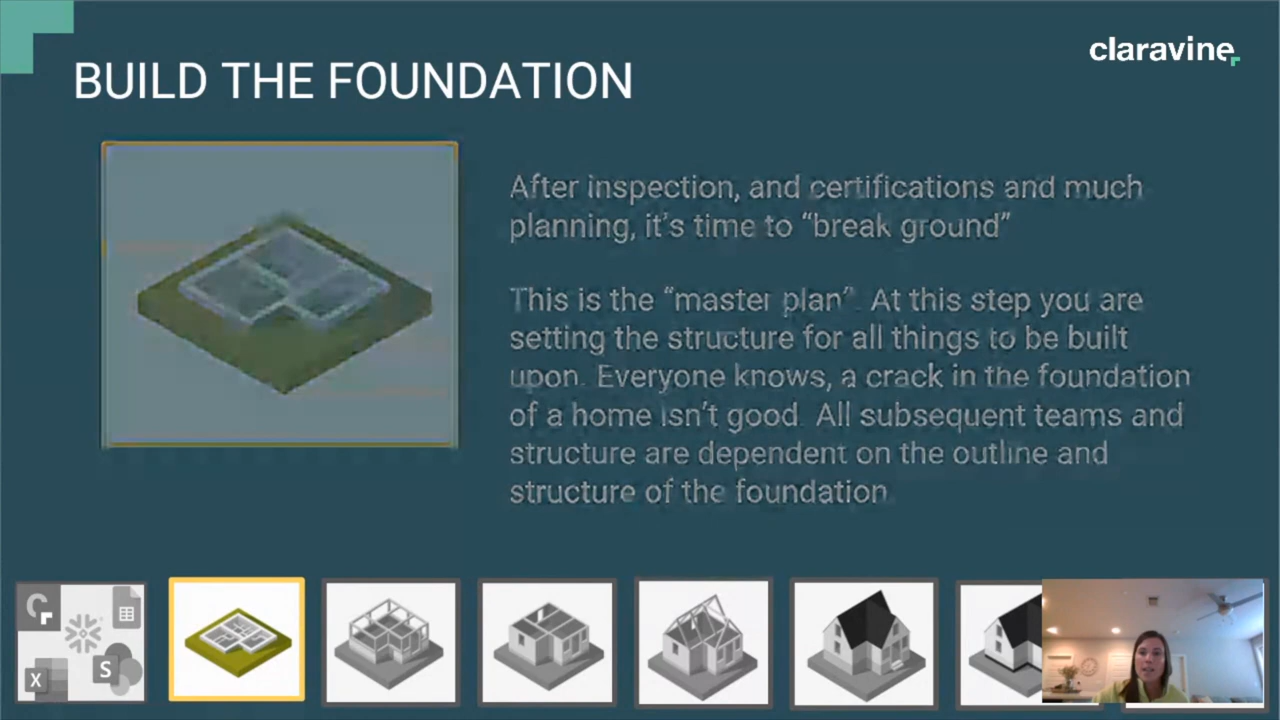 claravine
BUILD THE FOUNDATION
After inspection, and certifications and much
planning, it's time to “break ground”
This is the “master plan”. At this step you are
setting the structure for all things to be built
upon. Everyone knows, a crack in the foundation
of a home isn't good. All subsequent teams and
structure are dependent on the outline and
structure of the foundation.
X
S